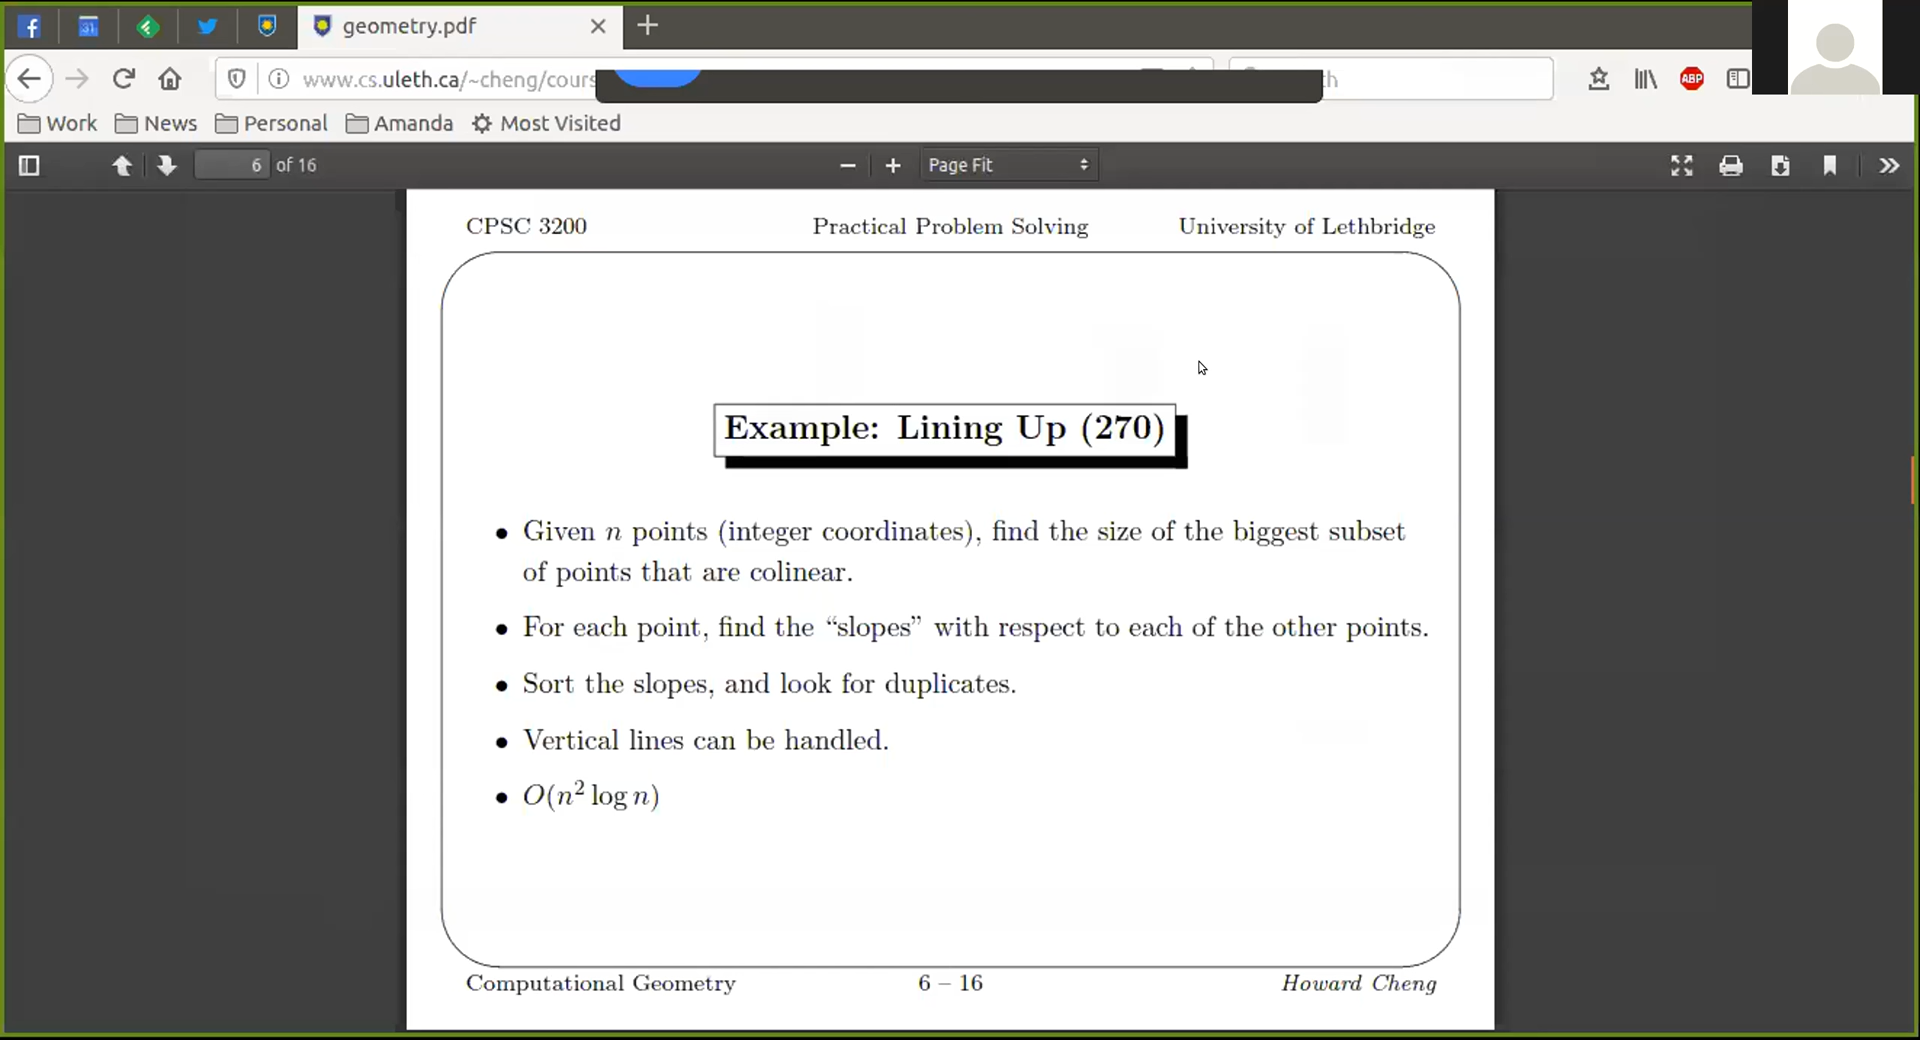 geometry.pdf
www.cs.uleth.ca/~cheng/cours
Work News Personal Amanda Most Visited
6 of 16 Page Fit
CPSC 3200 Practical Problem Solving University of Lethbridge
Example: Lining Up (270)
• Given n points (integer coordinates), find the size of the biggest subset
of points that are colinear.
• For each point, find the “slopes” with respect to each of the other points.
• Sort the slopes, and look for duplicates.
• Vertical lines can be handled.
• O(n² log n)
Computational Geometry 6 – 16 Howard Cheng